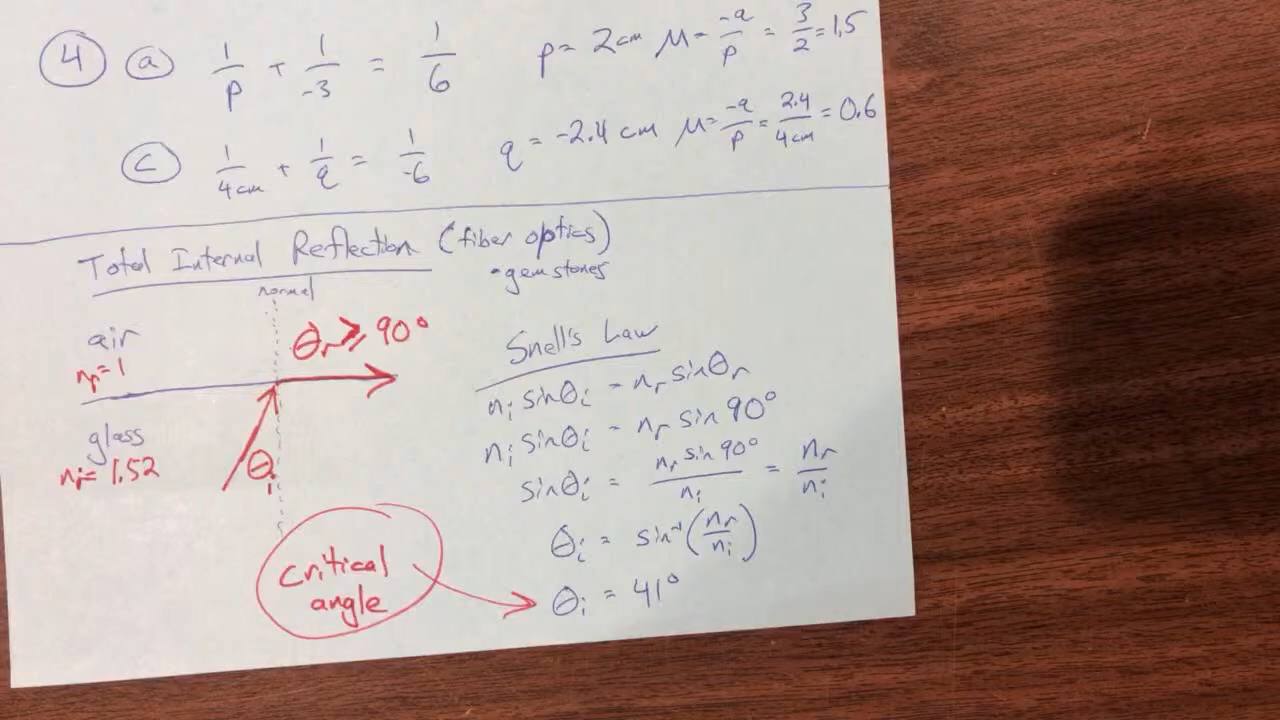 4 a 1/p + 1/-3 = 1/6 p = 2cm M = -q/p = 3/2 = 1.5
c 1/4cm + 1/q = 1/-6 q = -2.4 cm M = -q/p = 2.4/4cm = 0.6
Total Internal Reflection (fiber optics)
•gemstones
normal
air
nr=1
θr ≥ 90°
glass
ni= 1.52
θi
Critical
angle
Snell's Law
ni sinθi = nr sinθr
ni sinθi = nr sin 90°
sinθi = nr sin 90°/ni = nr/ni
θi = sin⁻¹(nr/ni)
θi = 41°